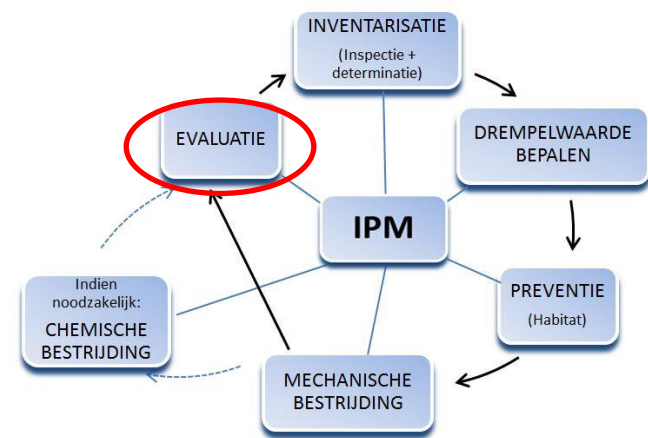 INVENTARISATIE
(Inspectie +
determinatie)
EVALUATIE
DREMPELWAARDE
BEPALEN
IPM
Indien
noodzakelijk:
CHEMISCHE
BESTRIJDING
PREVENTIE
(Habitat)
MECHANISCHE
BESTRIJDING